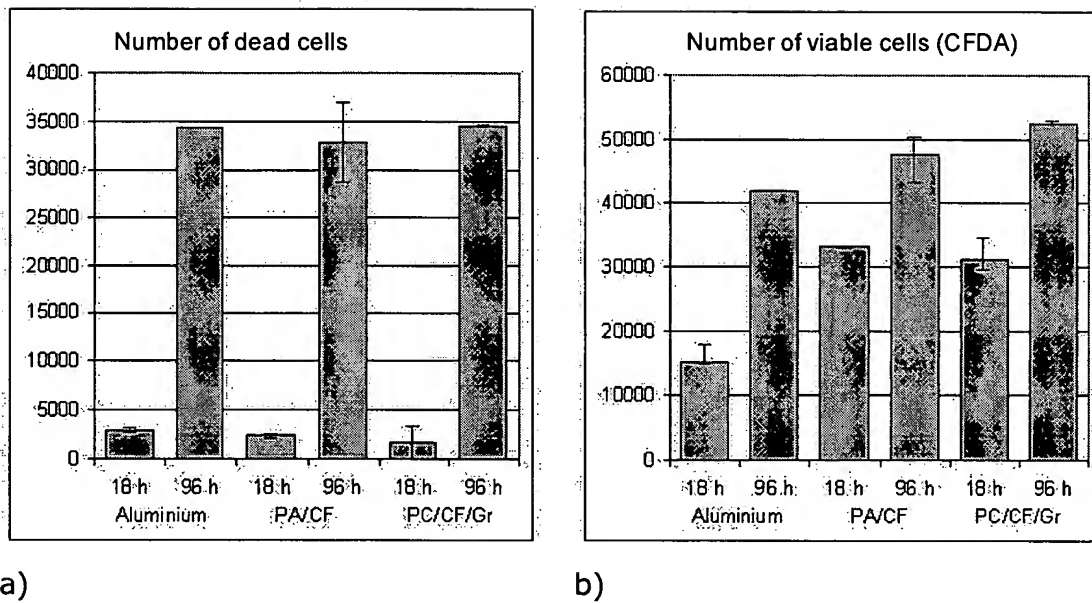 Number of dead cells
40000
35000
30000
25000
20000
15000
10000
5000
0
18 h 96 h 18 h 96 h 18 h 96 h
Aluminium PA/CF PC/CF/Gr
a)
Number of viable cells (CFDA)
60000
50000
40000
30000
20000
10000
0
18 h 96 h 18 h 96 h 18 h 96 h
Aluminium PA/CF PC/CF/Gr
b)